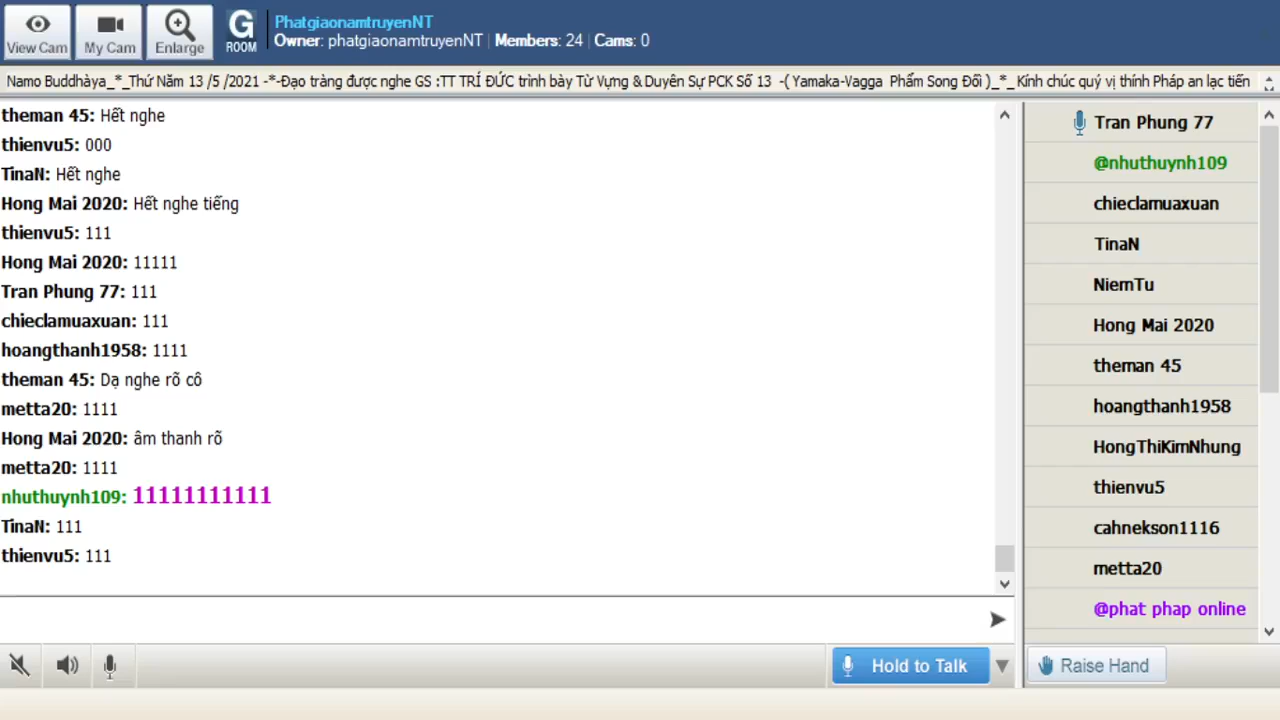 View Cam
My Cam
Enlarge
G
ROOM
PhatgiaonamtruyenNT
Owner: phatgiaonamtruyenNT | Members: 24 | Cams: 0
Namo Buddhàya_*_Thứ Năm 13 /5 /2021 -*-Đạo tràng được nghe GS :TT TRÍ ĐỨC trình bày Từ Vựng & Duyên Sự PCK Số 13 -( Yamaka-Vagga Phẩm Song Đối )_*_ Kính chúc quý vị thính Pháp an lạc tiến
theman 45: Hết nghe
thienvu5: 000
TinaN: Hết nghe
Hong Mai 2020: Hết nghe tiếng
thienvu5: 111
Hong Mai 2020: 11111
Tran Phung 77: 111
chieclamuaxuan: 111
hoangthanh1958: 1111
theman 45: Dạ nghe rõ cô
metta20: 1111
Hong Mai 2020: âm thanh rõ
metta20: 1111
nhuthuynh109: 11111111111
TinaN: 111
thienvu5: 111
Tran Phung 77
@nhuthuynh109
chieclamuaxuan
TinaN
NiemTu
Hong Mai 2020
theman 45
hoangthanh1958
HongThiKimNhung
thienvu5
cahnekson1116
metta20
@phat phap online
Hold to Talk
Raise Hand